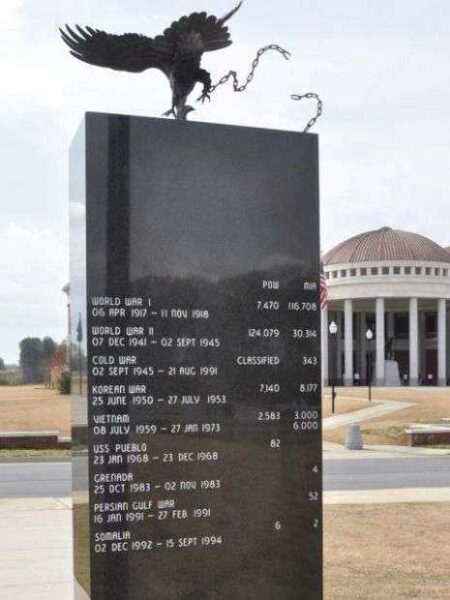 POW MIA
WORLD WAR I
06 APR 1917 - 11 NOV 1918 7,470 116,708
WORLD WAR II
07 DEC 1941 - 02 SEPT 1945 124,079 30,314
COLD WAR
02 SEPT 1945 - 21 AUG 1991 CLASSIFIED 343
KOREAN WAR
25 JUNE 1950 - 27 JULY 1953 7,140 8,177
VIETNAM
08 JULY 1959 - 27 JAN 1973 2,583 3,000
6,000
USS PUEBLO
23 JAN 1968 - 23 DEC 1968 82
GRENADA
25 OCT 1983 - 02 NOV 1983 4
PERSIAN GULF WAR
16 JAN 1991 - 27 FEB 1991 52
SOMALIA
02 DEC 1992 - 15 SEPT 1994 6 2